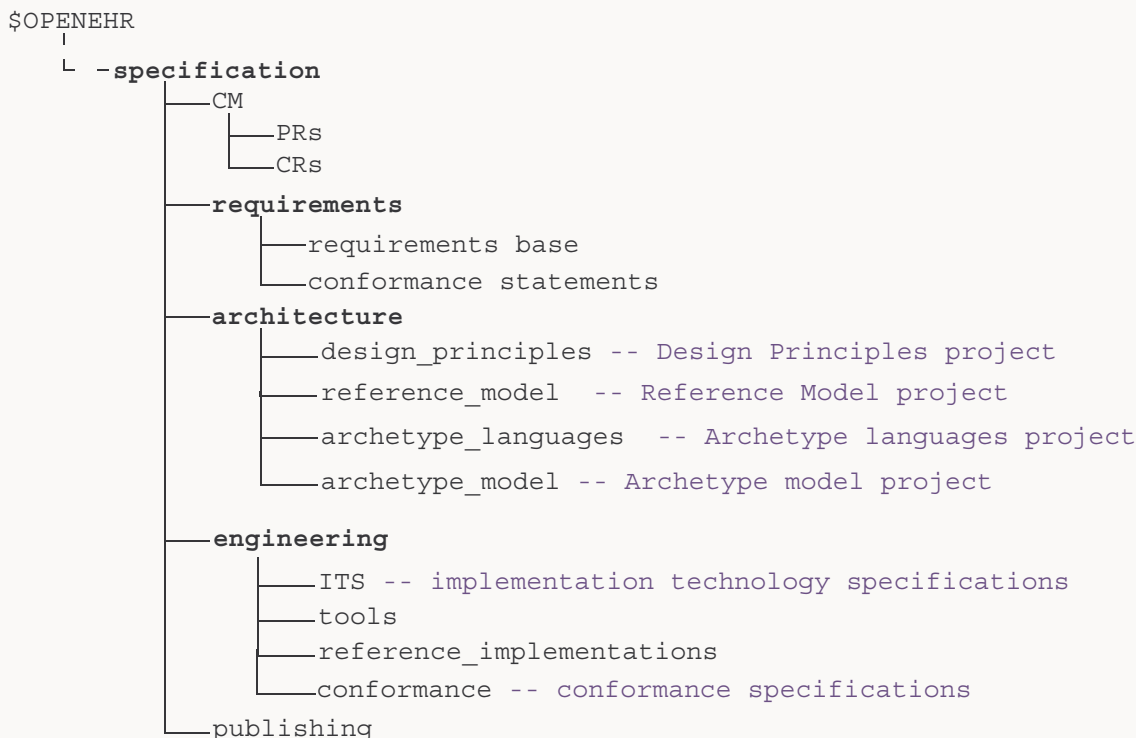 $OPENEHR
specification
CM
PRs
CRs
requirements
requirements base
conformance statements
architecture
design_principles -- Design Principles project
reference_model -- Reference Model project
archetype_languages -- Archetype languages project
archetype_model -- Archetype model project
engineering
ITS -- implementation technology specifications
tools
reference_implementations
conformance -- conformance specifications
publishing